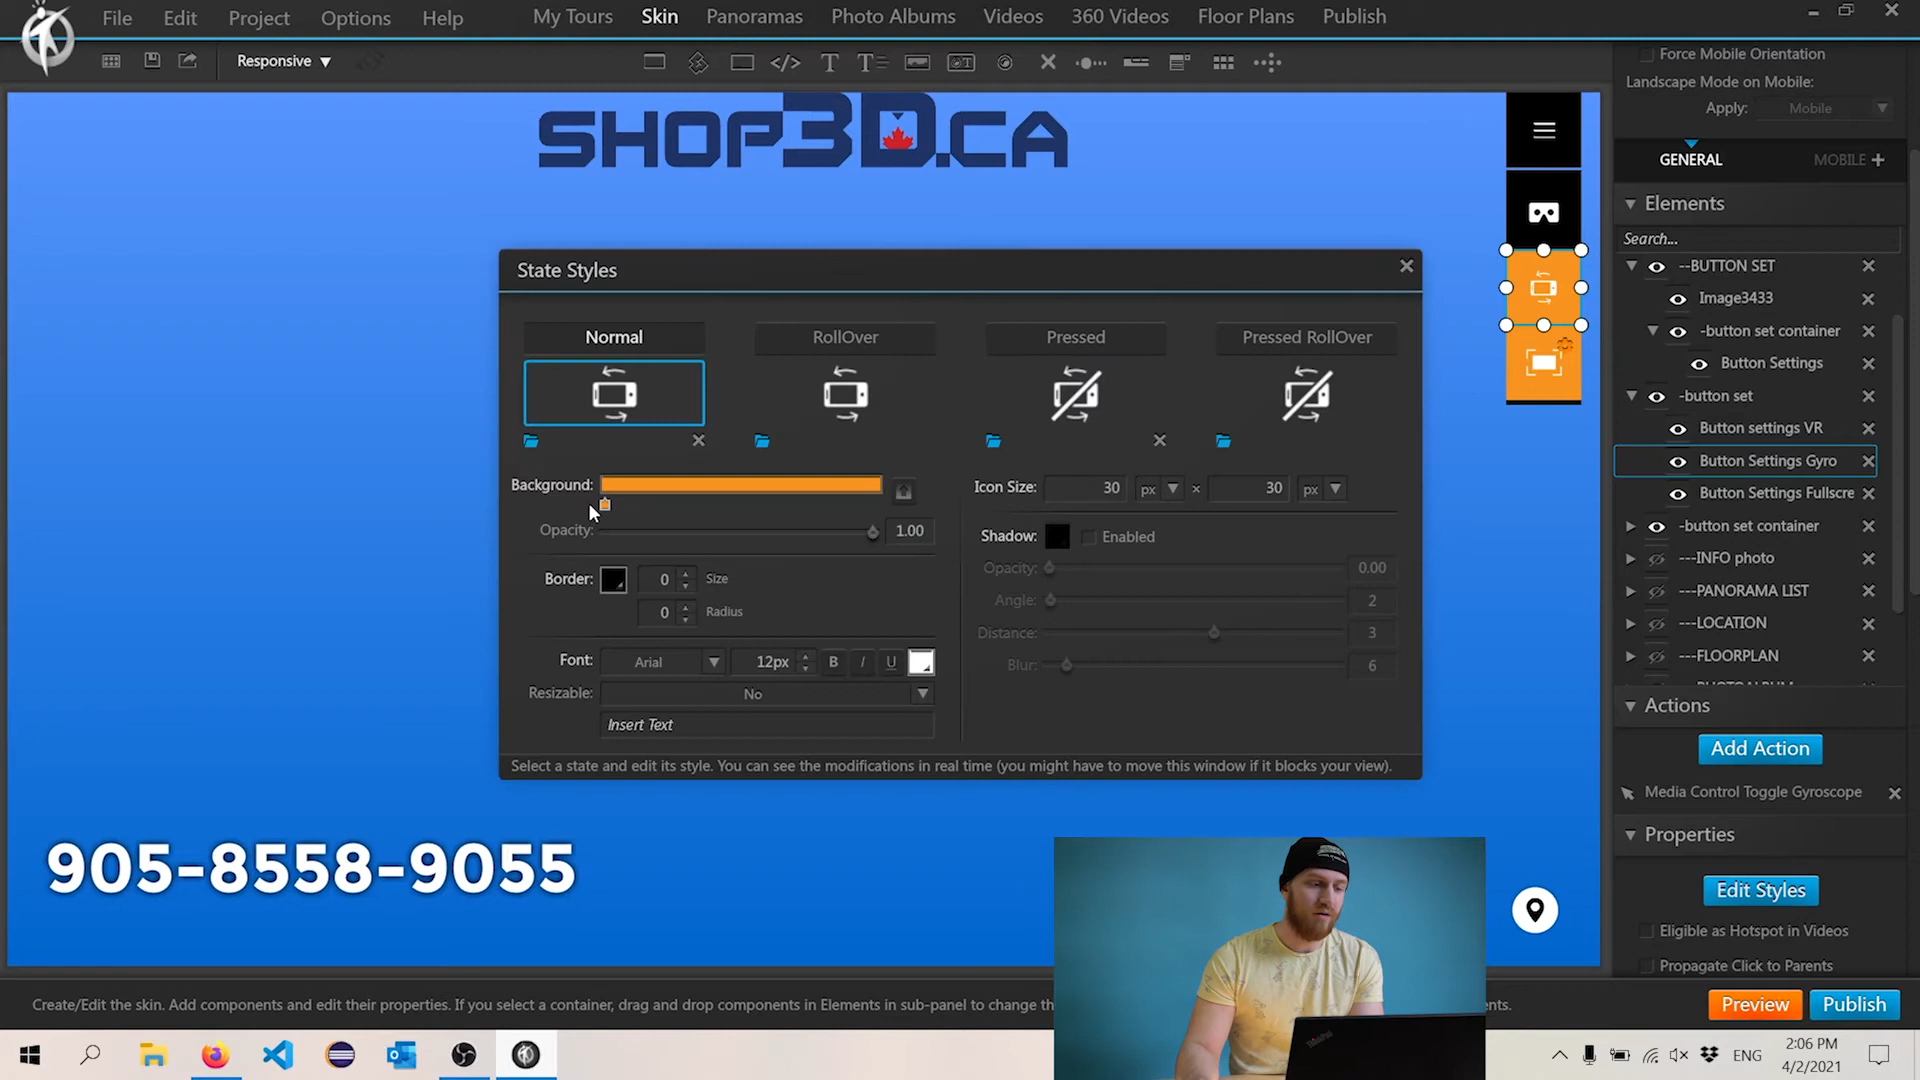 File Edit Project Options Help My Tours Skin Panoramas Photo Albums Videos 360 Videos Floor Plans Publish
Responsive
Force Mobile Orientation
Landscape Mode on Mobile:
Apply: Mobile
SHOP3D.CA
GENERAL MOBILE +
Elements
Search...
--BUTTON SET
Image3433
-button set container
Button Settings
-button set
Button settings VR
Button Settings Gyro
Button Settings Fullscre
-button set container
---INFO photo
---PANORAMA LIST
---LOCATION
---FLOORPLAN
Actions
Add Action
Media Control Toggle Gyroscope
Properties
Edit Styles
Eligible as Hotspot in Videos
Propagate Click to Parents
State Styles
Normal RollOver Pressed Pressed RollOver
Background:
Opacity: 1.00
Border: 0 Size
0 Radius
Font: Arial 12px B I U
Resizable: No
Insert Text
Icon Size: 30 px × 30 px
Shadow: Enabled
Opacity: 0.00
Angle: 2
Distance: 3
Blur: 6
Select a state and edit its style. You can see the modifications in real time (you might have to move this window if it blocks your view).
905-8558-9055
Create/Edit the skin. Add components and edit their properties. If you select a container, drag and drop components in Elements in sub-panel to change th
ents.
Preview Publish
ThinkPad
ENG
2:06 PM
4/2/2021